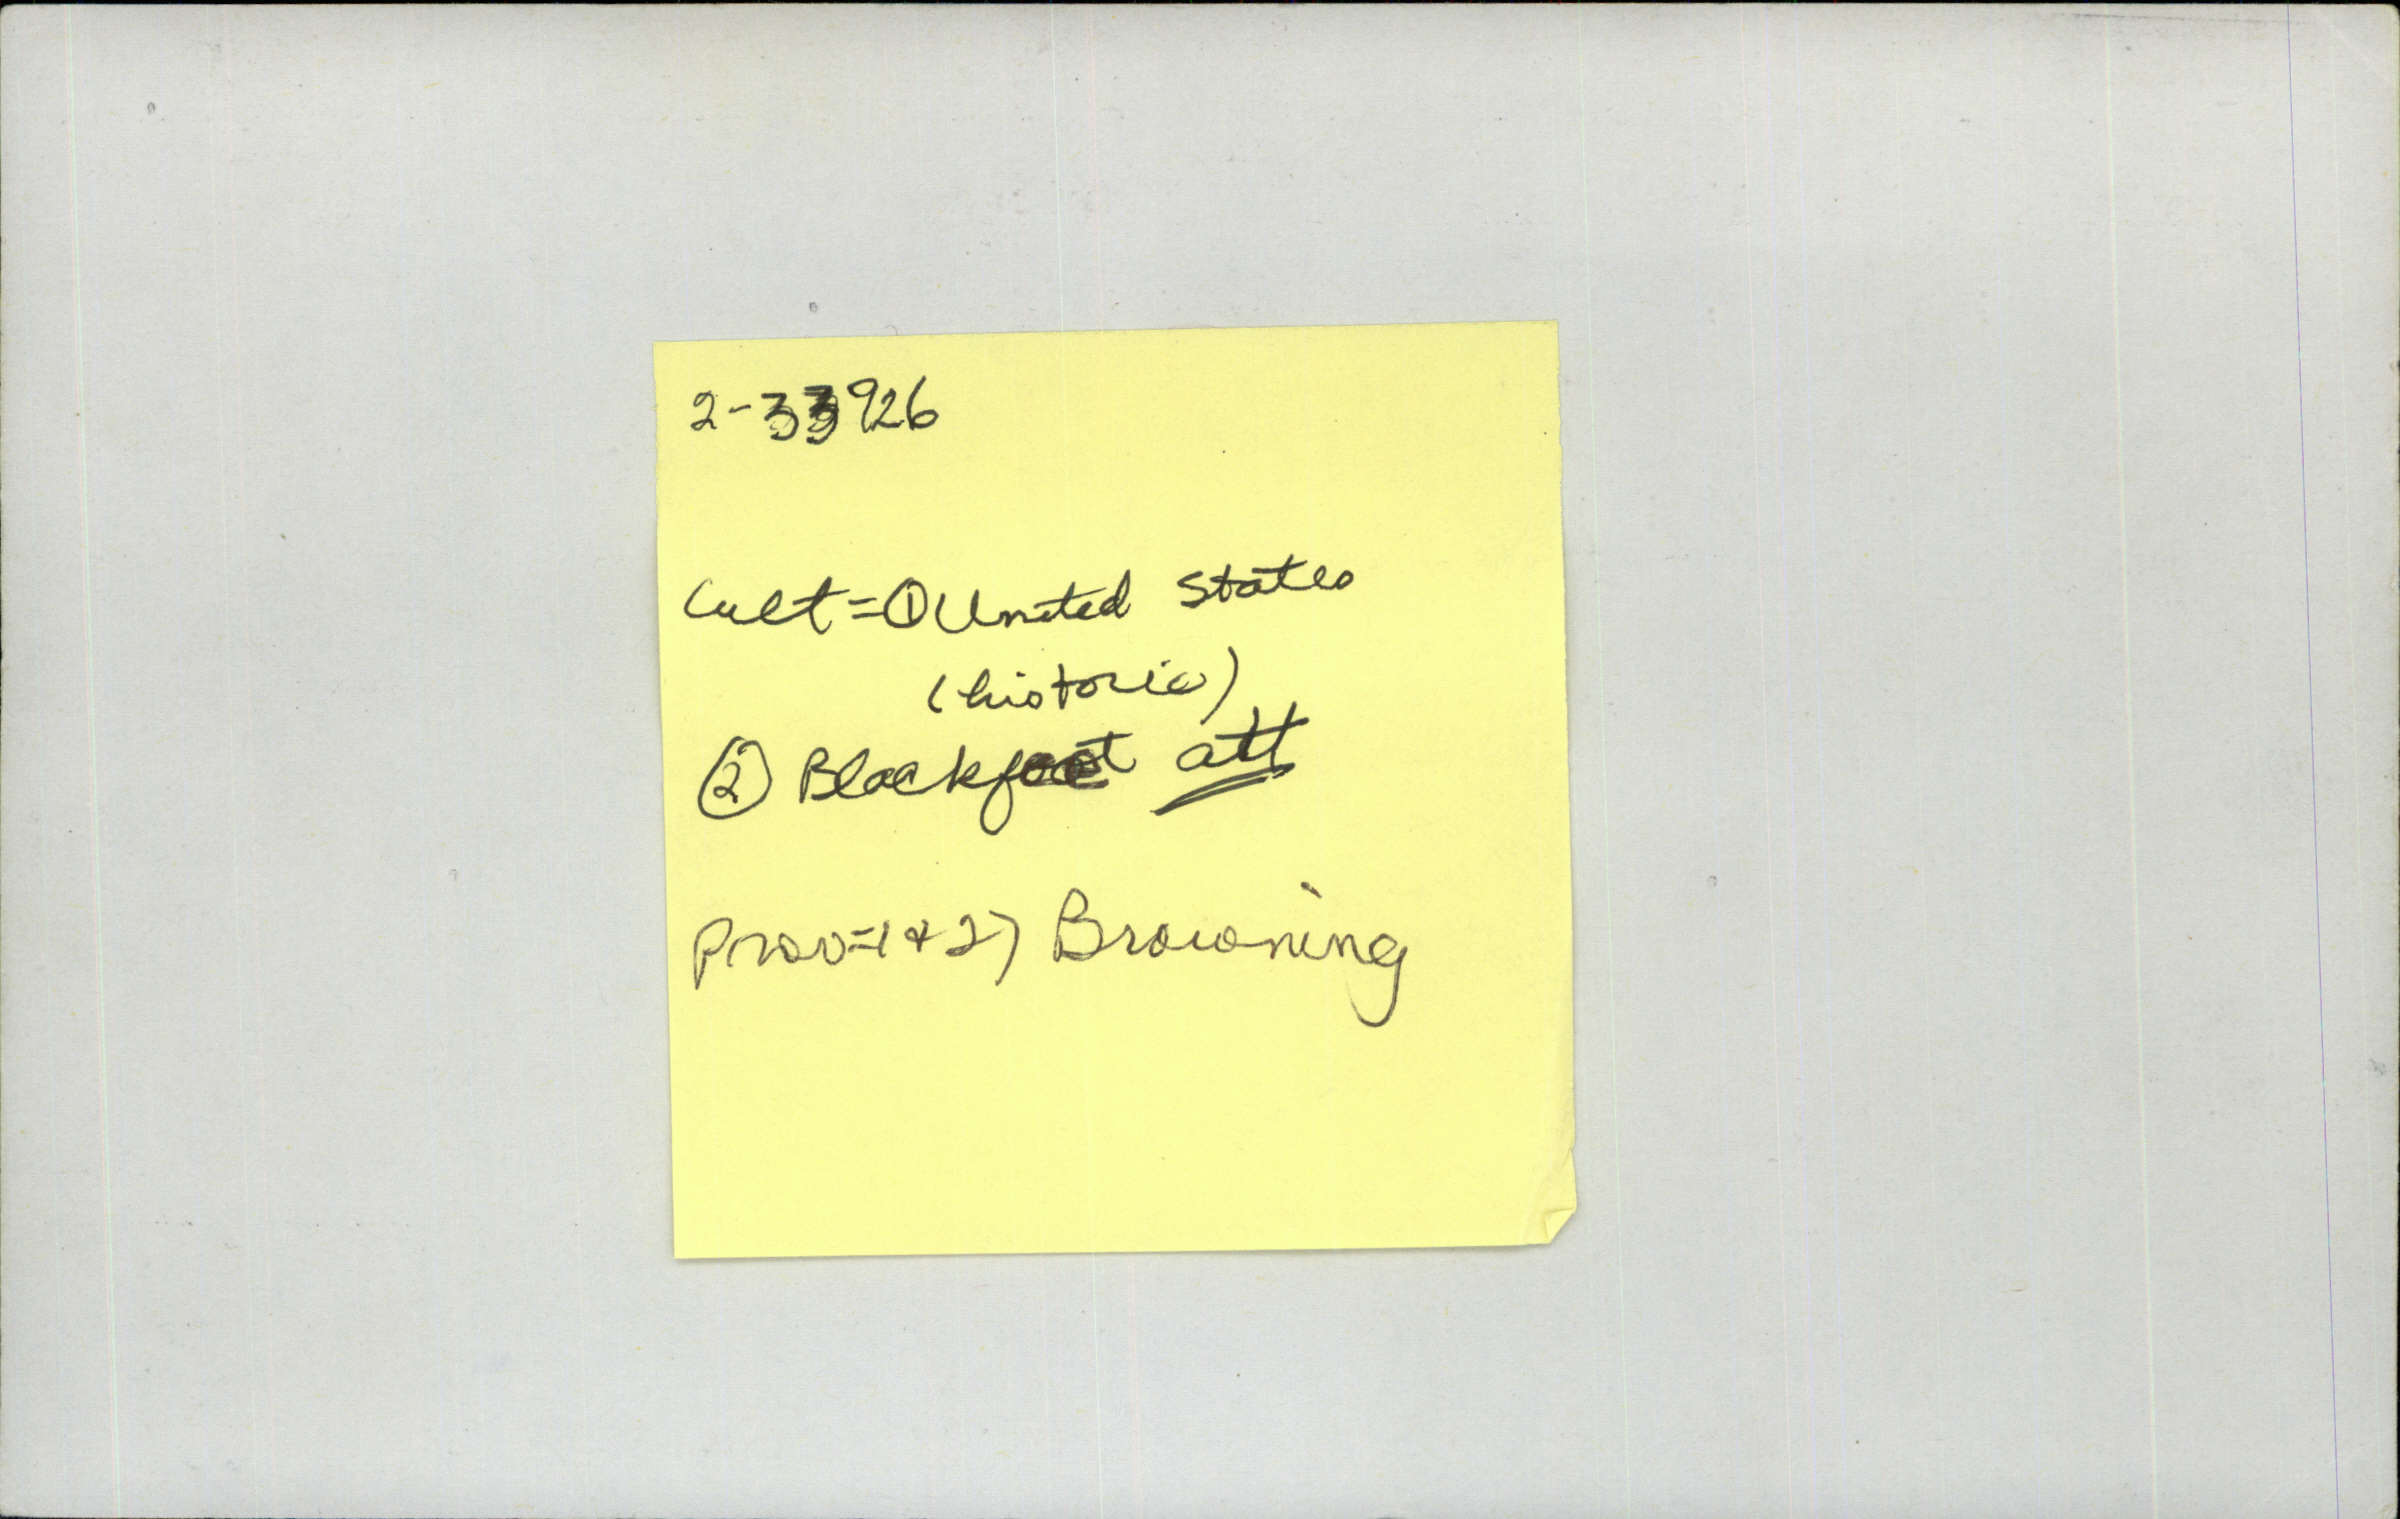 2-33926
Cult=① United States
(historic)
② Blackfoot att
Prov=1+2) Browning